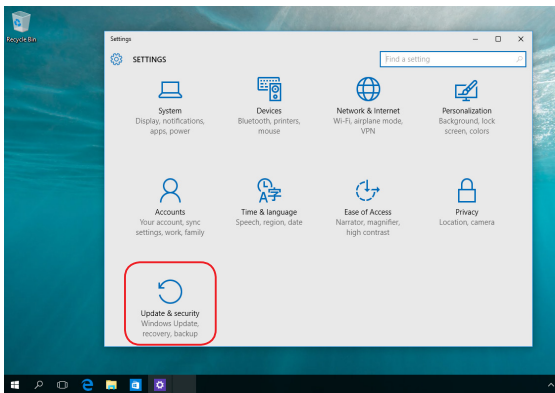 Recycle Bin
Settings
SETTINGS
Find a setting
System
Display, notifications,
apps, power
Devices
Bluetooth, printers,
mouse
Network & Internet
Wi-Fi, airplane mode,
VPN
Personalization
Background, lock
screen, colors
Accounts
Your account, sync
settings, work, family
Time & language
Speech, region, date
Ease of Access
Narrator, magnifier,
high contrast
Privacy
Location, camera
Update & security
Windows Update,
recovery, backup